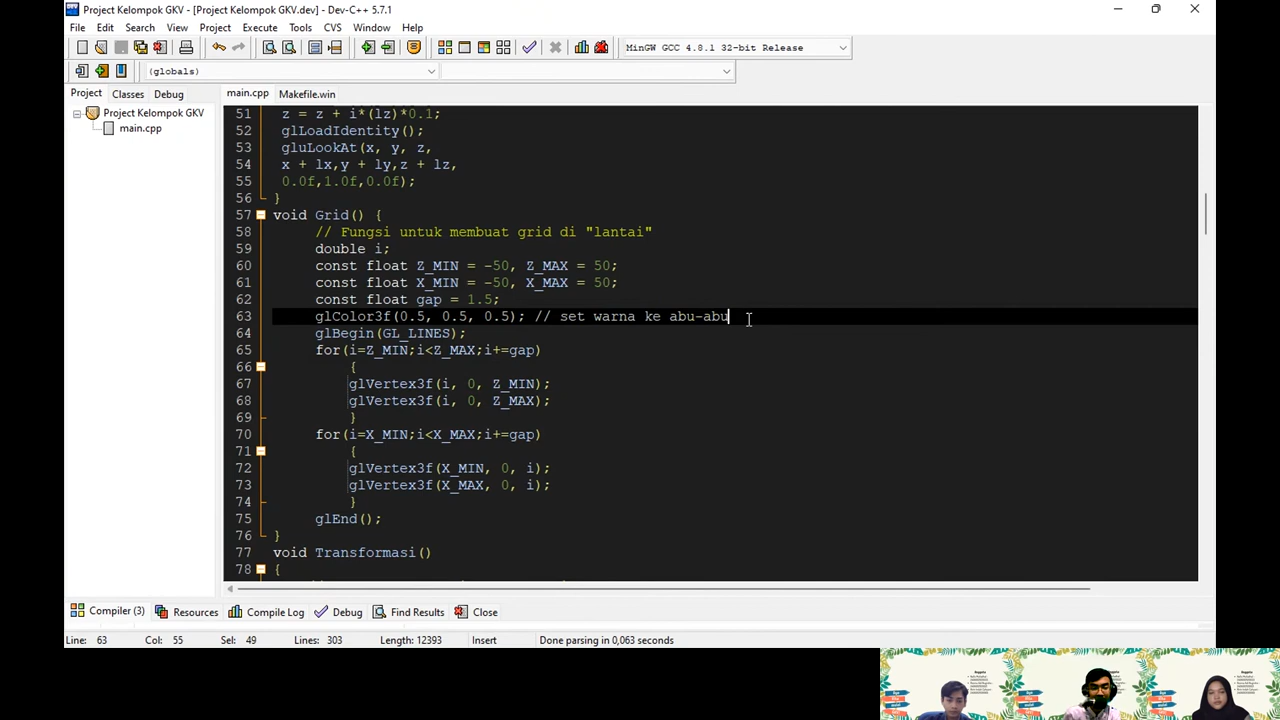 Project Kelompok GKV - [Project Kelompok GKV.dev] - Dev-C++ 5.7.1
File Edit Search View Project Execute Tools CVS Window Help
MinGW GCC 4.8.1 32-bit Release
(globals)
Project Classes Debug
main.cpp Makefile.win
Project Kelompok GKV
main.cpp
51 z = z + i*(lz)*0.1;
52 glLoadIdentity();
53 gluLookAt(x, y, z,
54 x + lx,y + ly,z + lz,
55 0.0f,1.0f,0.0f);
56 }
57 void Grid() {
58 // Fungsi untuk membuat grid di "lantai"
59 double i;
60 const float Z_MIN = -50, Z_MAX = 50;
61 const float X_MIN = -50, X_MAX = 50;
62 const float gap = 1.5;
63 glColor3f(0.5, 0.5, 0.5); // set warna ke abu-abu
64 glBegin(GL_LINES);
65 for(i=Z_MIN;i<Z_MAX;i+=gap)
66 {
67 glVertex3f(i, 0, Z_MIN);
68 glVertex3f(i, 0, Z_MAX);
69 }
70 for(i=X_MIN;i<X_MAX;i+=gap)
71 {
72 glVertex3f(X_MIN, 0, i);
73 glVertex3f(X_MAX, 0, i);
74 }
75 glEnd();
76 }
77 void Transformasi()
78 {
Compiler (3) Resources Compile Log Debug Find Results Close
Line: 63 Col: 55 Sel: 49 Lines: 303 Length: 12393 Insert Done parsing in 0,063 seconds